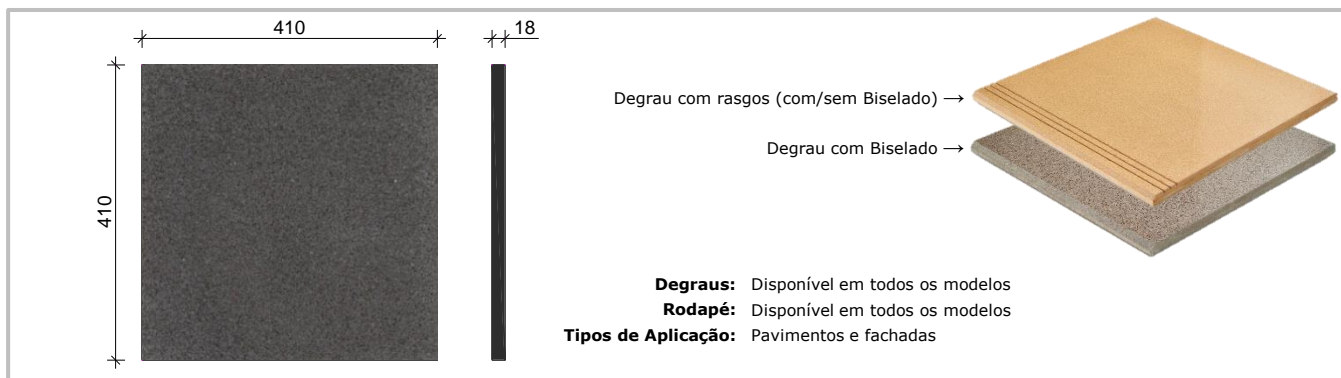 410
18
410
Degrau com rasgos (com/sem Biselado) →
Degrau com Biselado →
Degraus: Disponível em todos os modelos
Rodapé: Disponível em todos os modelos
Tipos de Aplicação: Pavimentos e fachadas